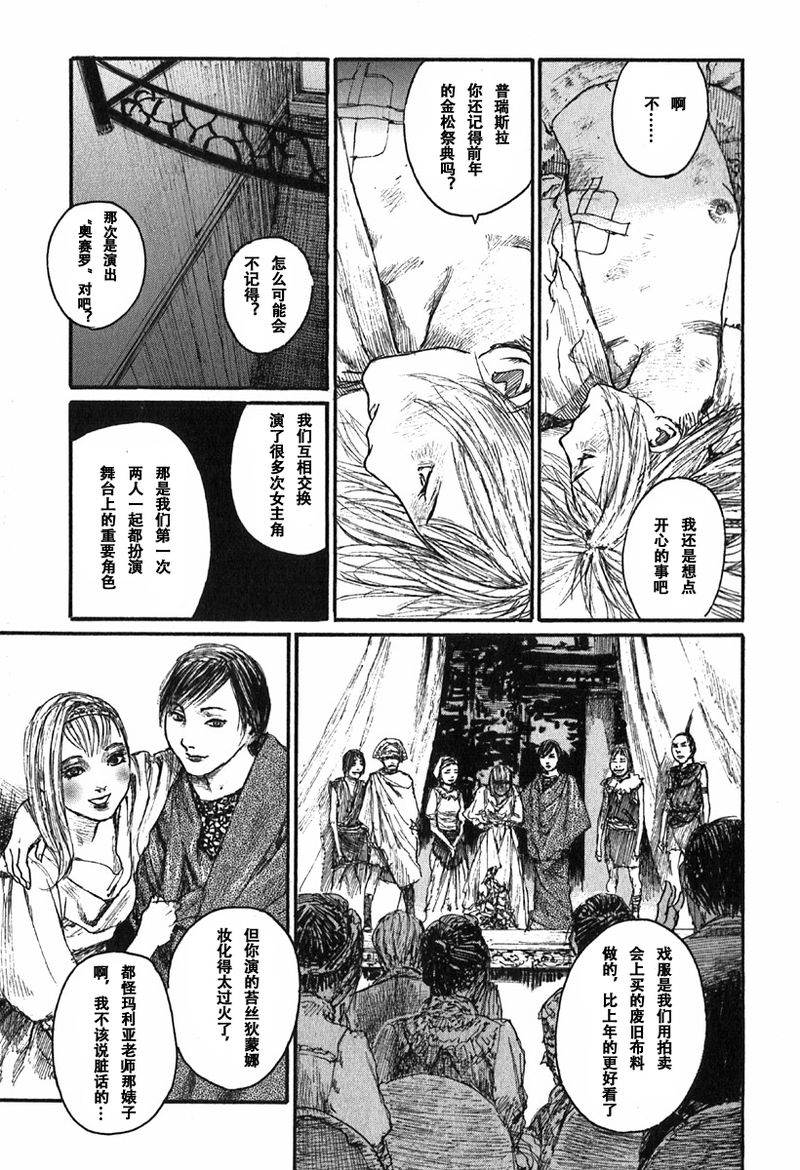 啊
不……
我还是想点
开心的事吧
普瑞斯拉
你还记得前年
的金松祭典吗？
怎么可能会
不记得？
那次是演出
“奥赛罗”对吧？
我们互相交换
演了很多次女主角
那是我们第一次
两人一起都扮演
舞台上的重要角色
戏服是我们用拍卖
会上买的废旧布料
做的，比上年的更好看了
但你演的苔丝狄蒙娜
妆化得太过火了，
都怪玛利亚老师那婊子
啊，我不该说脏话的…